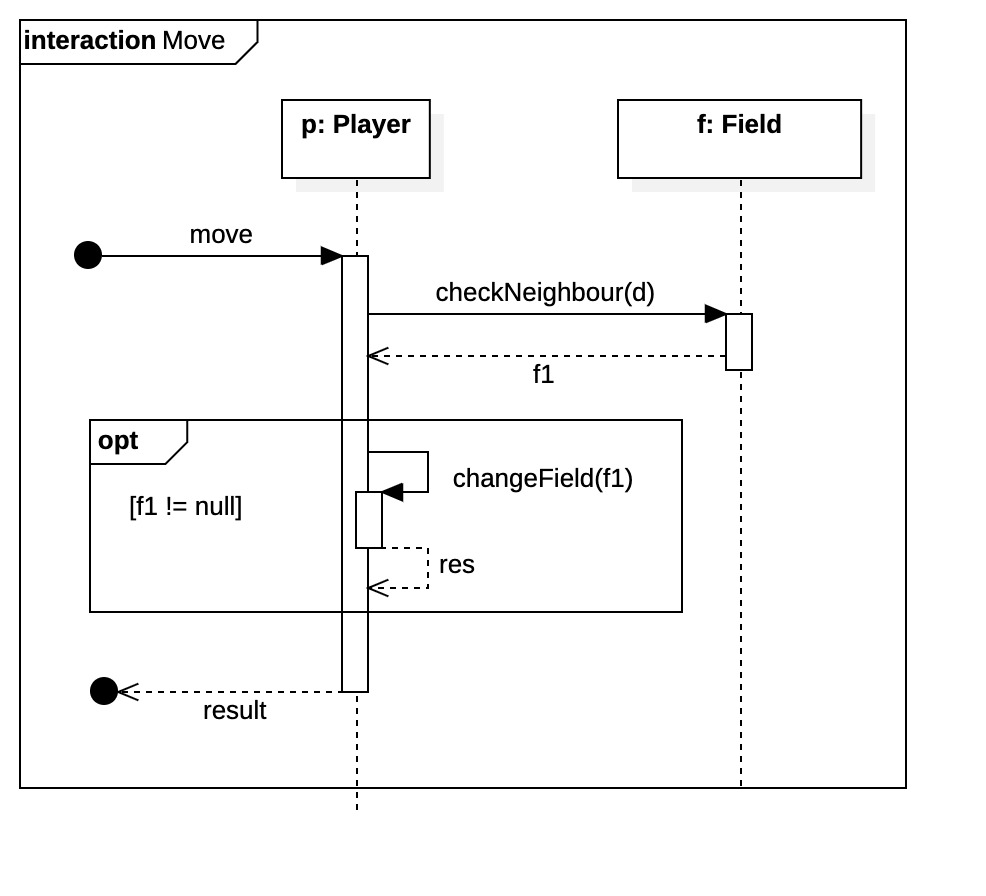 interaction Move
p: Player
f: Field
move
checkNeighbour(d)
f1
opt
changeField(f1)
[f1 != null]
res
result